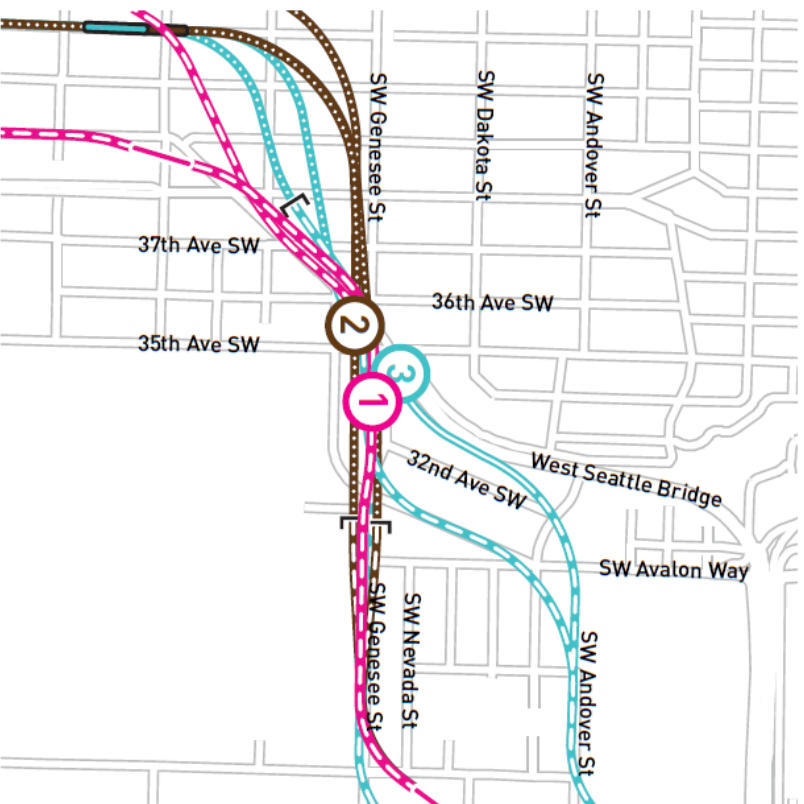 SW Genesee St
SW Dakota St
SW Andover St
37th Ave SW
36th Ave SW
2
35th Ave SW
3
1
32nd Ave SW
West Seattle Bridge
SW Avalon Way
SW Genesee St
SW Nevada St
SW Andover St